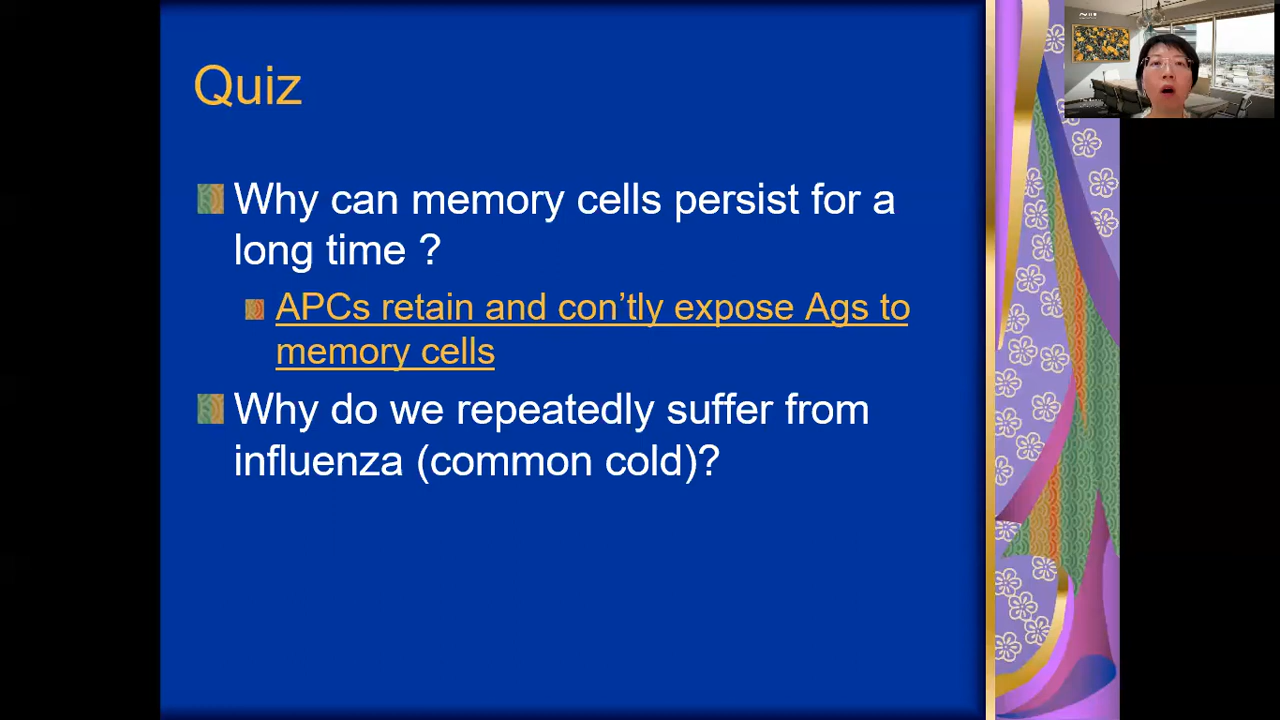 Quiz
Why can memory cells persist for a
long time ?
APCs retain and con’tly expose Ags to
memory cells
Why do we repeatedly suffer from
influenza (common cold)?